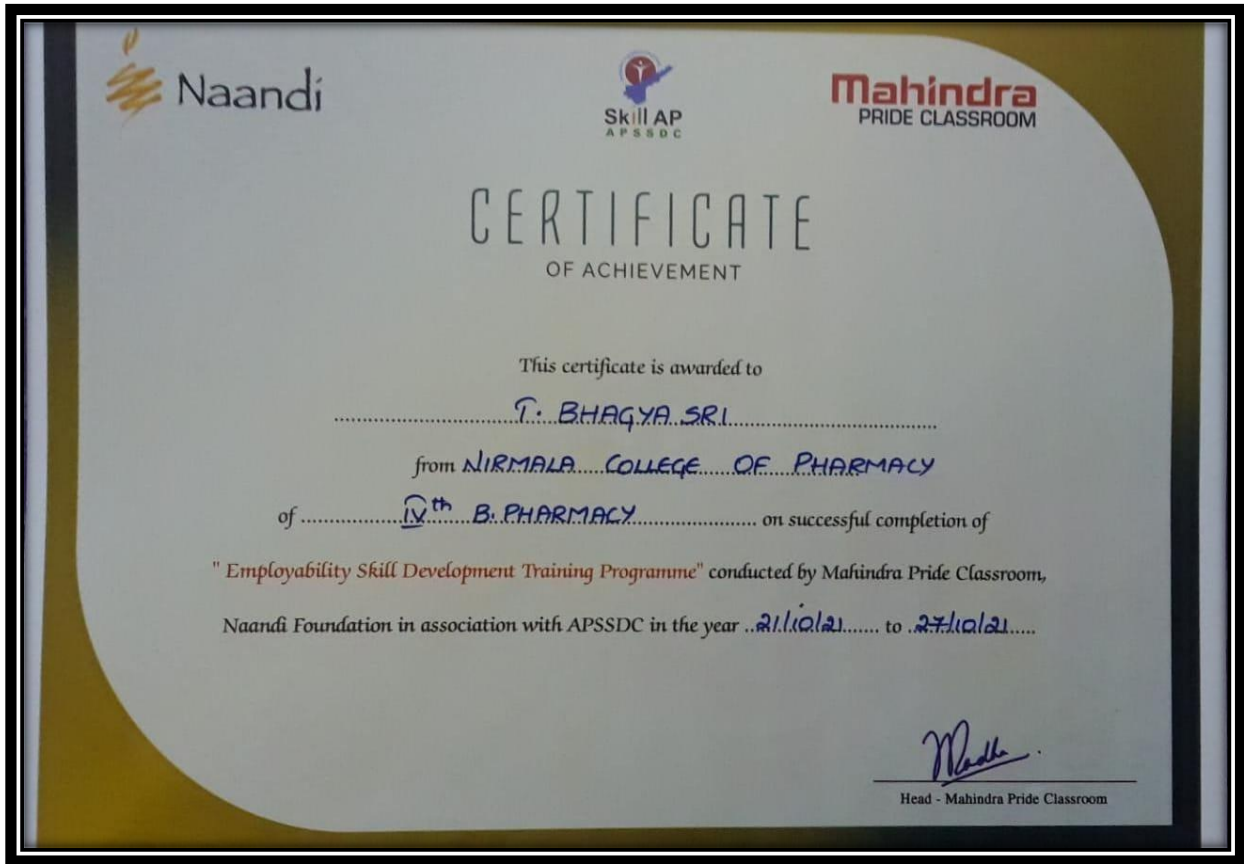 Naandi
Skill AP
APSSDC
Mahindra
PRIDE CLASSROOM
CERTIFICATE
OF ACHIEVEMENT
This certificate is awarded to
T. BHAGYA SRI
from NIRMALA COLLEGE OF PHARMACY
of IVth B. PHARMACY on successful completion of
" Employability Skill Development Training Programme" conducted by Mahindra Pride Classroom,
Naandi Foundation in association with APSSDC in the year 21/10/21 to 27/10/21
Head - Mahindra Pride Classroom